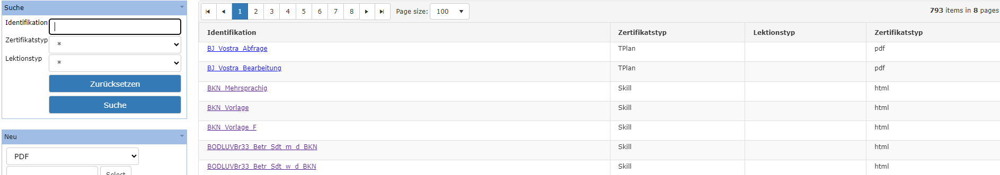 Suche
Identifikation
Zertifikatstyp *
Lektionstyp *
Zurücksetzen
Suche
Neu
PDF
Select
1 2 3 4 5 6 7 8 Page size: 100 793 items in 8 pages
Identifikation Zertifikatstyp Lektionstyp Zertifikatstyp
BJ_Vostra_Abfrage TPlan pdf
BJ_Vostra_Bearbeitung TPlan pdf
BKN_Mehrsprachig Skill html
BKN_Vorlage Skill html
BKN_Vorlage_F Skill html
BODLUVBr33_Betr_Sdt_m_d_BKN Skill html
BODLUVBr33_Betr_Sdt_w_d_BKN Skill html